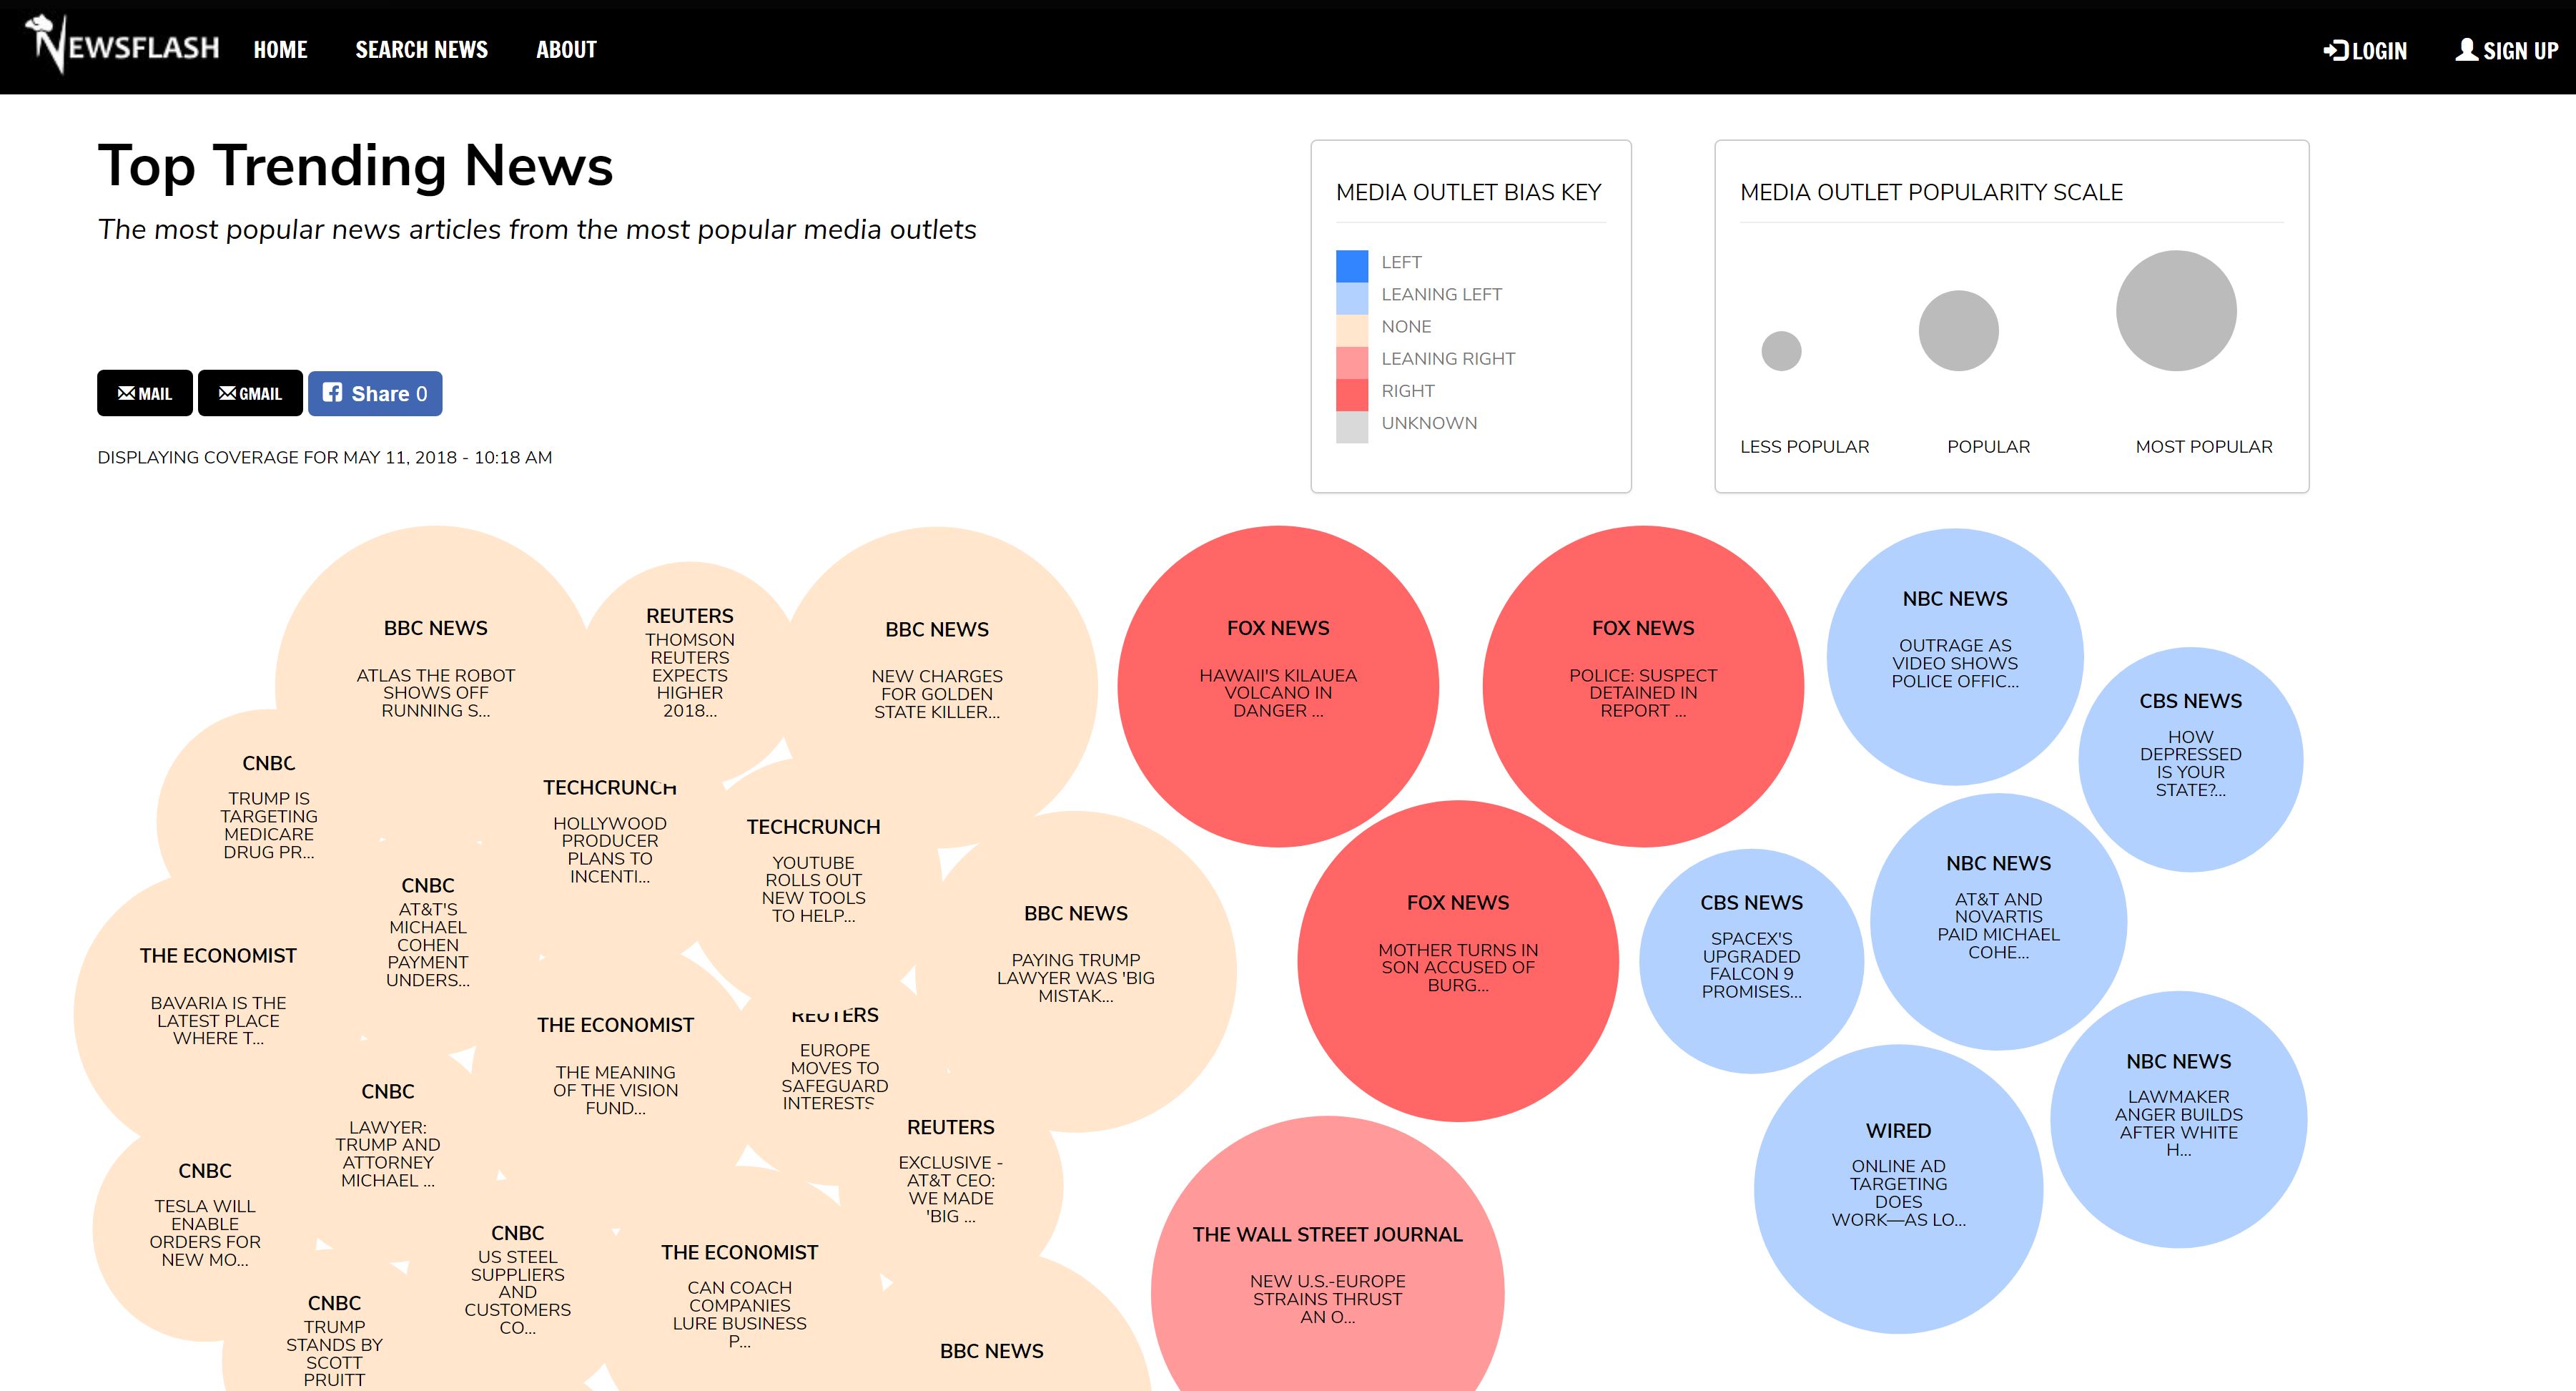 NEWSFLASH
HOME
SEARCH NEWS
ABOUT
LOGIN
SIGN UP
Top Trending News
The most popular news articles from the most popular media outlets
MAIL
GMAIL
Share 0
DISPLAYING COVERAGE FOR MAY 11, 2018 - 10:18 AM
MEDIA OUTLET BIAS KEY
LEFT
LEANING LEFT
NONE
LEANING RIGHT
RIGHT
UNKNOWN
MEDIA OUTLET POPULARITY SCALE
LESS POPULAR
POPULAR
MOST POPULAR
BBC NEWS
ATLAS THE ROBOT
SHOWS OFF
RUNNING S...
REUTERS
THOMSON
REUTERS
EXPECTS
HIGHER
2018...
BBC NEWS
NEW CHARGES
FOR GOLDEN
STATE KILLER...
FOX NEWS
HAWAII'S KILAUEA
VOLCANO IN
DANGER ...
FOX NEWS
POLICE: SUSPECT
DETAINED IN
REPORT ...
NBC NEWS
OUTRAGE AS
VIDEO SHOWS
POLICE OFFIC...
CBS NEWS
HOW
DEPRESSED
IS YOUR
STATE?...
CNBC
TRUMP IS
TARGETING
MEDICARE
DRUG PR...
TECHCRUNCH
HOLLYWOOD
PRODUCER
PLANS TO
INCENTI...
TECHCRUNCH
YOUTUBE
ROLLS OUT
NEW TOOLS
TO HELP...
CNBC
AT&T'S
MICHAEL
COHEN
PAYMENT
UNDERS...
BBC NEWS
PAYING TRUMP
LAWYER WAS 'BIG
MISTAK...
FOX NEWS
MOTHER TURNS IN
SON ACCUSED OF
BURG...
CBS NEWS
SPACEX'S
UPGRADED
FALCON 9
PROMISES...
NBC NEWS
AT&T AND
NOVARTIS
PAID MICHAEL
COHE...
THE ECONOMIST
BAVARIA IS THE
LATEST PLACE
WHERE T...
THE ECONOMIST
THE MEANING
OF THE VISION
FUND...
REUTERS
EUROPE
MOVES TO
SAFEGUARD
INTERESTS
CNBC
LAWYER:
TRUMP AND
ATTORNEY
MICHAEL ...
REUTERS
EXCLUSIVE -
AT&T CEO:
WE MADE
'BIG ...
NBC NEWS
LAWMAKER
ANGER BUILDS
AFTER WHITE
H...
WIRED
ONLINE AD
TARGETING
DOES
WORK—AS LO...
CNBC
TESLA WILL
ENABLE
ORDERS FOR
NEW MO...
CNBC
US STEEL
SUPPLIERS
AND
CUSTOMERS
CO...
THE ECONOMIST
CAN COACH
COMPANIES
LURE BUSINESS
P...
THE WALL STREET JOURNAL
NEW U.S.-EUROPE
STRAINS THRUST
AN O...
CNBC
TRUMP
STANDS BY
SCOTT
PRUITT
BBC NEWS